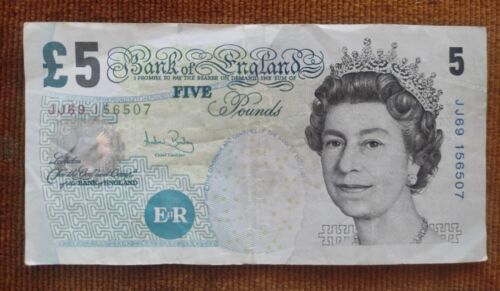 £5
Bank of England
I PROMISE TO PAY THE BEARER ON DEMAND THE SUM OF
FIVE
Pounds
5
JJ69 156507
JJ69 156507
Chief Cashier
London
For the Govr. and Compa.
of the BANK of ENGLAND
E R